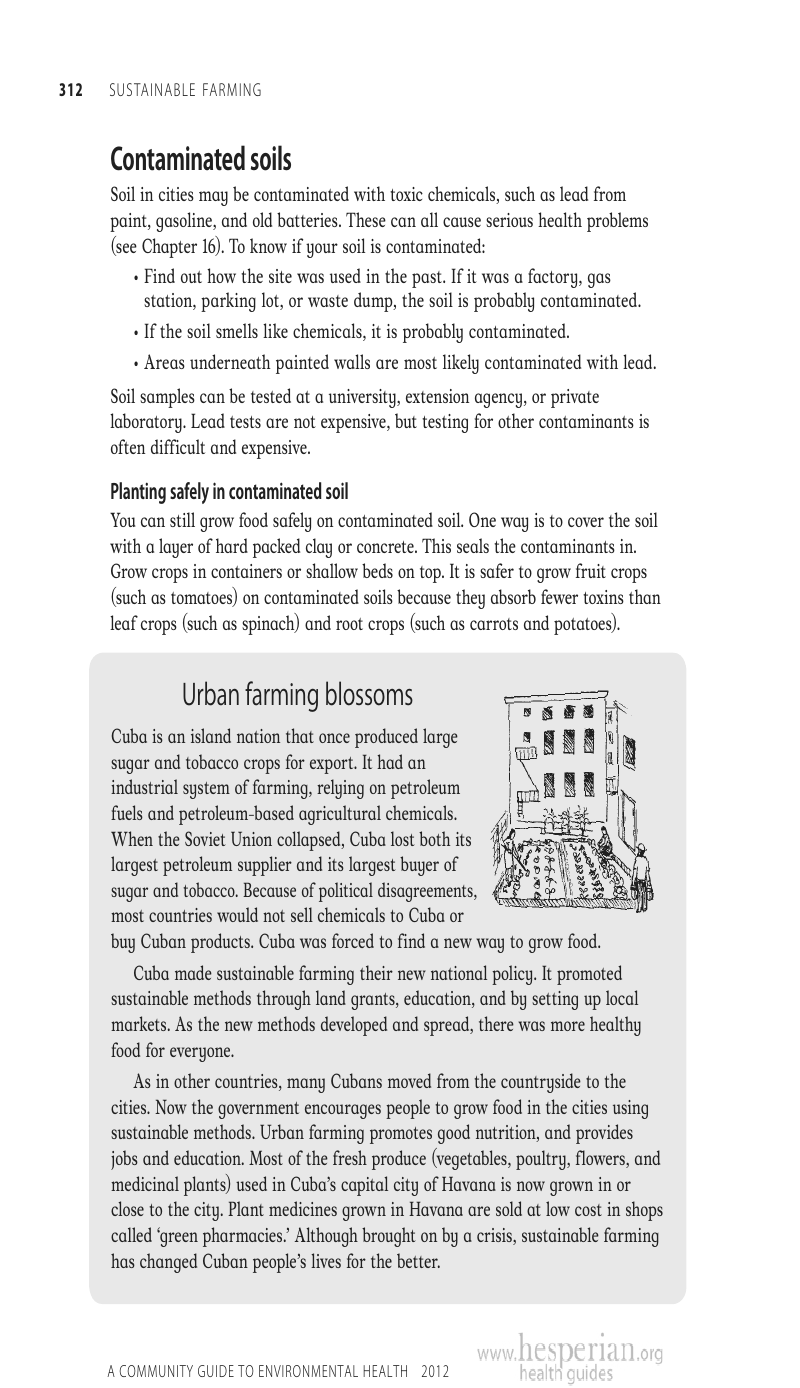 312 SUSTAINABLE FARMING
Contaminated soils
Soil in cities may be contaminated with toxic chemicals, such as lead from
paint, gasoline, and old batteries. These can all cause serious health problems
(see Chapter 16). To know if your soil is contaminated:
• Find out how the site was used in the past. If it was a factory, gas
station, parking lot, or waste dump, the soil is probably contaminated.
• If the soil smells like chemicals, it is probably contaminated.
• Areas underneath painted walls are most likely contaminated with lead.
Soil samples can be tested at a university, extension agency, or private
laboratory. Lead tests are not expensive, but testing for other contaminants is
often difficult and expensive.
Planting safely in contaminated soil
You can still grow food safely on contaminated soil. One way is to cover the soil
with a layer of hard packed clay or concrete. This seals the contaminants in.
Grow crops in containers or shallow beds on top. It is safer to grow fruit crops
(such as tomatoes) on contaminated soils because they absorb fewer toxins than
leaf crops (such as spinach) and root crops (such as carrots and potatoes).
Urban farming blossoms
Cuba is an island nation that once produced large
sugar and tobacco crops for export. It had an
industrial system of farming, relying on petroleum
fuels and petroleum-based agricultural chemicals.
When the Soviet Union collapsed, Cuba lost both its
largest petroleum supplier and its largest buyer of
sugar and tobacco. Because of political disagreements,
most countries would not sell chemicals to Cuba or
buy Cuban products. Cuba was forced to find a new way to grow food.
Cuba made sustainable farming their new national policy. It promoted
sustainable methods through land grants, education, and by setting up local
markets. As the new methods developed and spread, there was more healthy
food for everyone.
As in other countries, many Cubans moved from the countryside to the
cities. Now the government encourages people to grow food in the cities using
sustainable methods. Urban farming promotes good nutrition, and provides
jobs and education. Most of the fresh produce (vegetables, poultry, flowers, and
medicinal plants) used in Cuba's capital city of Havana is now grown in or
close to the city. Plant medicines grown in Havana are sold at low cost in shops
called ‘green pharmacies.’ Although brought on by a crisis, sustainable farming
has changed Cuban people's lives for the better.
A COMMUNITY GUIDE TO ENVIRONMENTAL HEALTH 2012
www.hesperian.org
health guides